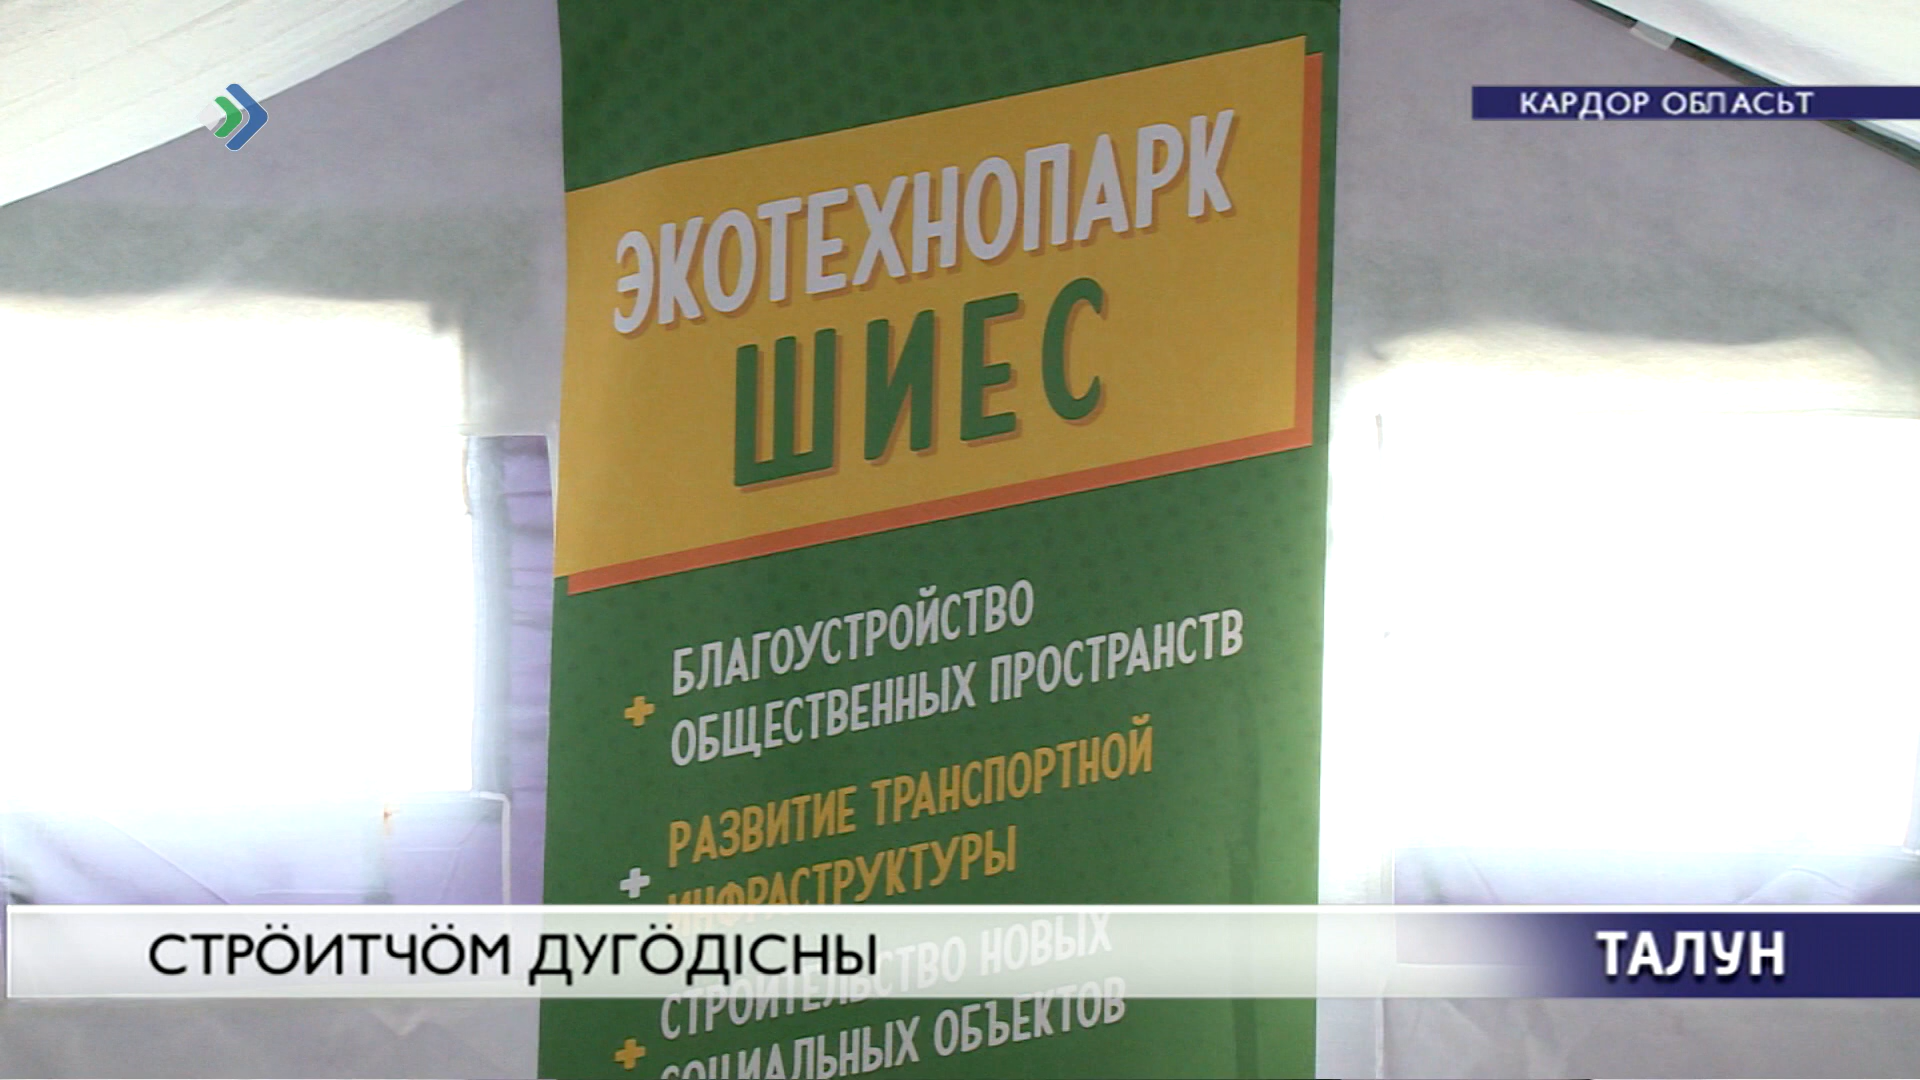 КАРДОР ОБЛАСЬТ
ЭКОТЕХНОПАРК
ШИЕС
+ БЛАГОУСТРОЙСТВО
ОБЩЕСТВЕННЫХ ПРОСТРАНСТВ
+ РАЗВИТИЕ ТРАНСПОРТНОЙ
ИНФРАСТРУКТУРЫ
+ СТРОИТЕЛЬСТВО НОВЫХ
СОЦИАЛЬНЫХ ОБЪЕКТОВ
СТРӦИТЧӦМ ДУГӦДІСНЫ
ТАЛУН